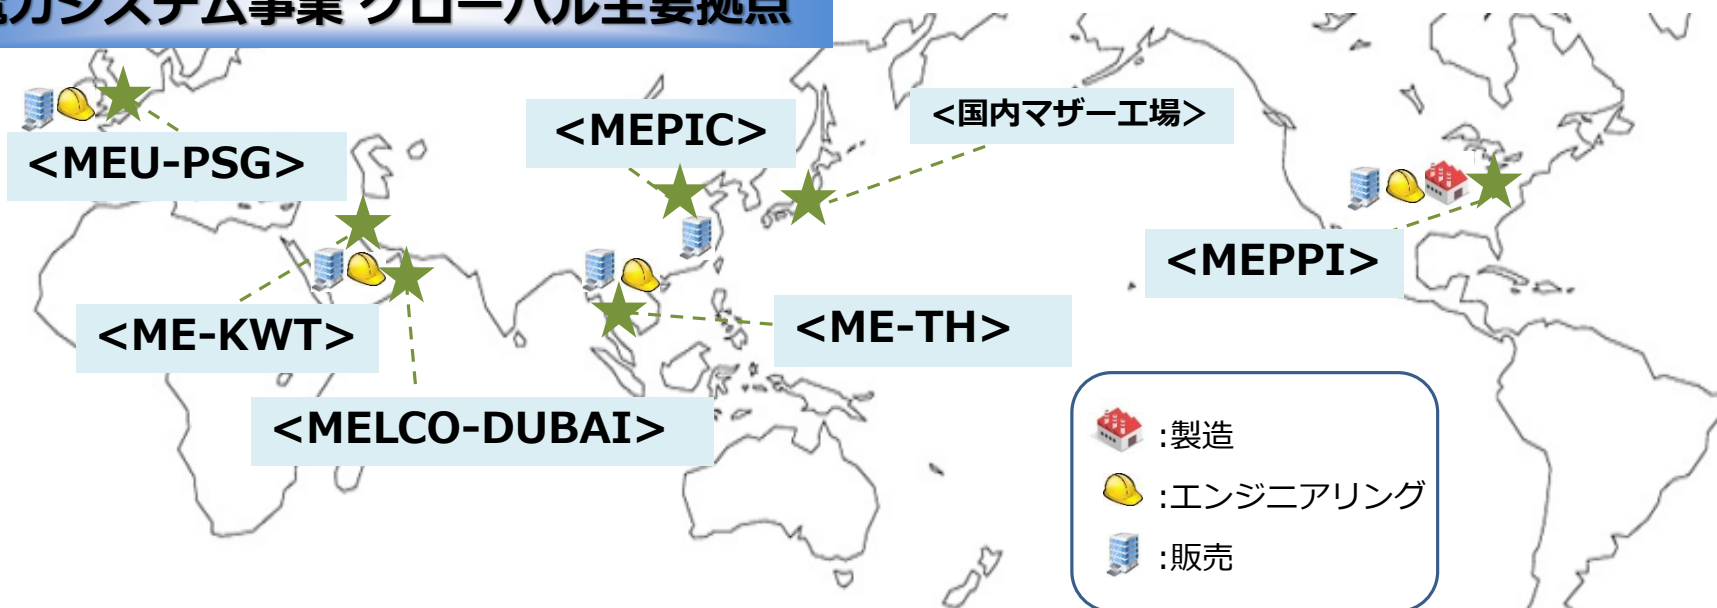 力システム事業 グローバル主要拠点
<MEU-PSG>
<MEPIC>
<国内マザー工場>
<MEPPI>
<ME-KWT>
<ME-TH>
<MELCO-DUBAI>
:製造
:エンジニアリング
:販売